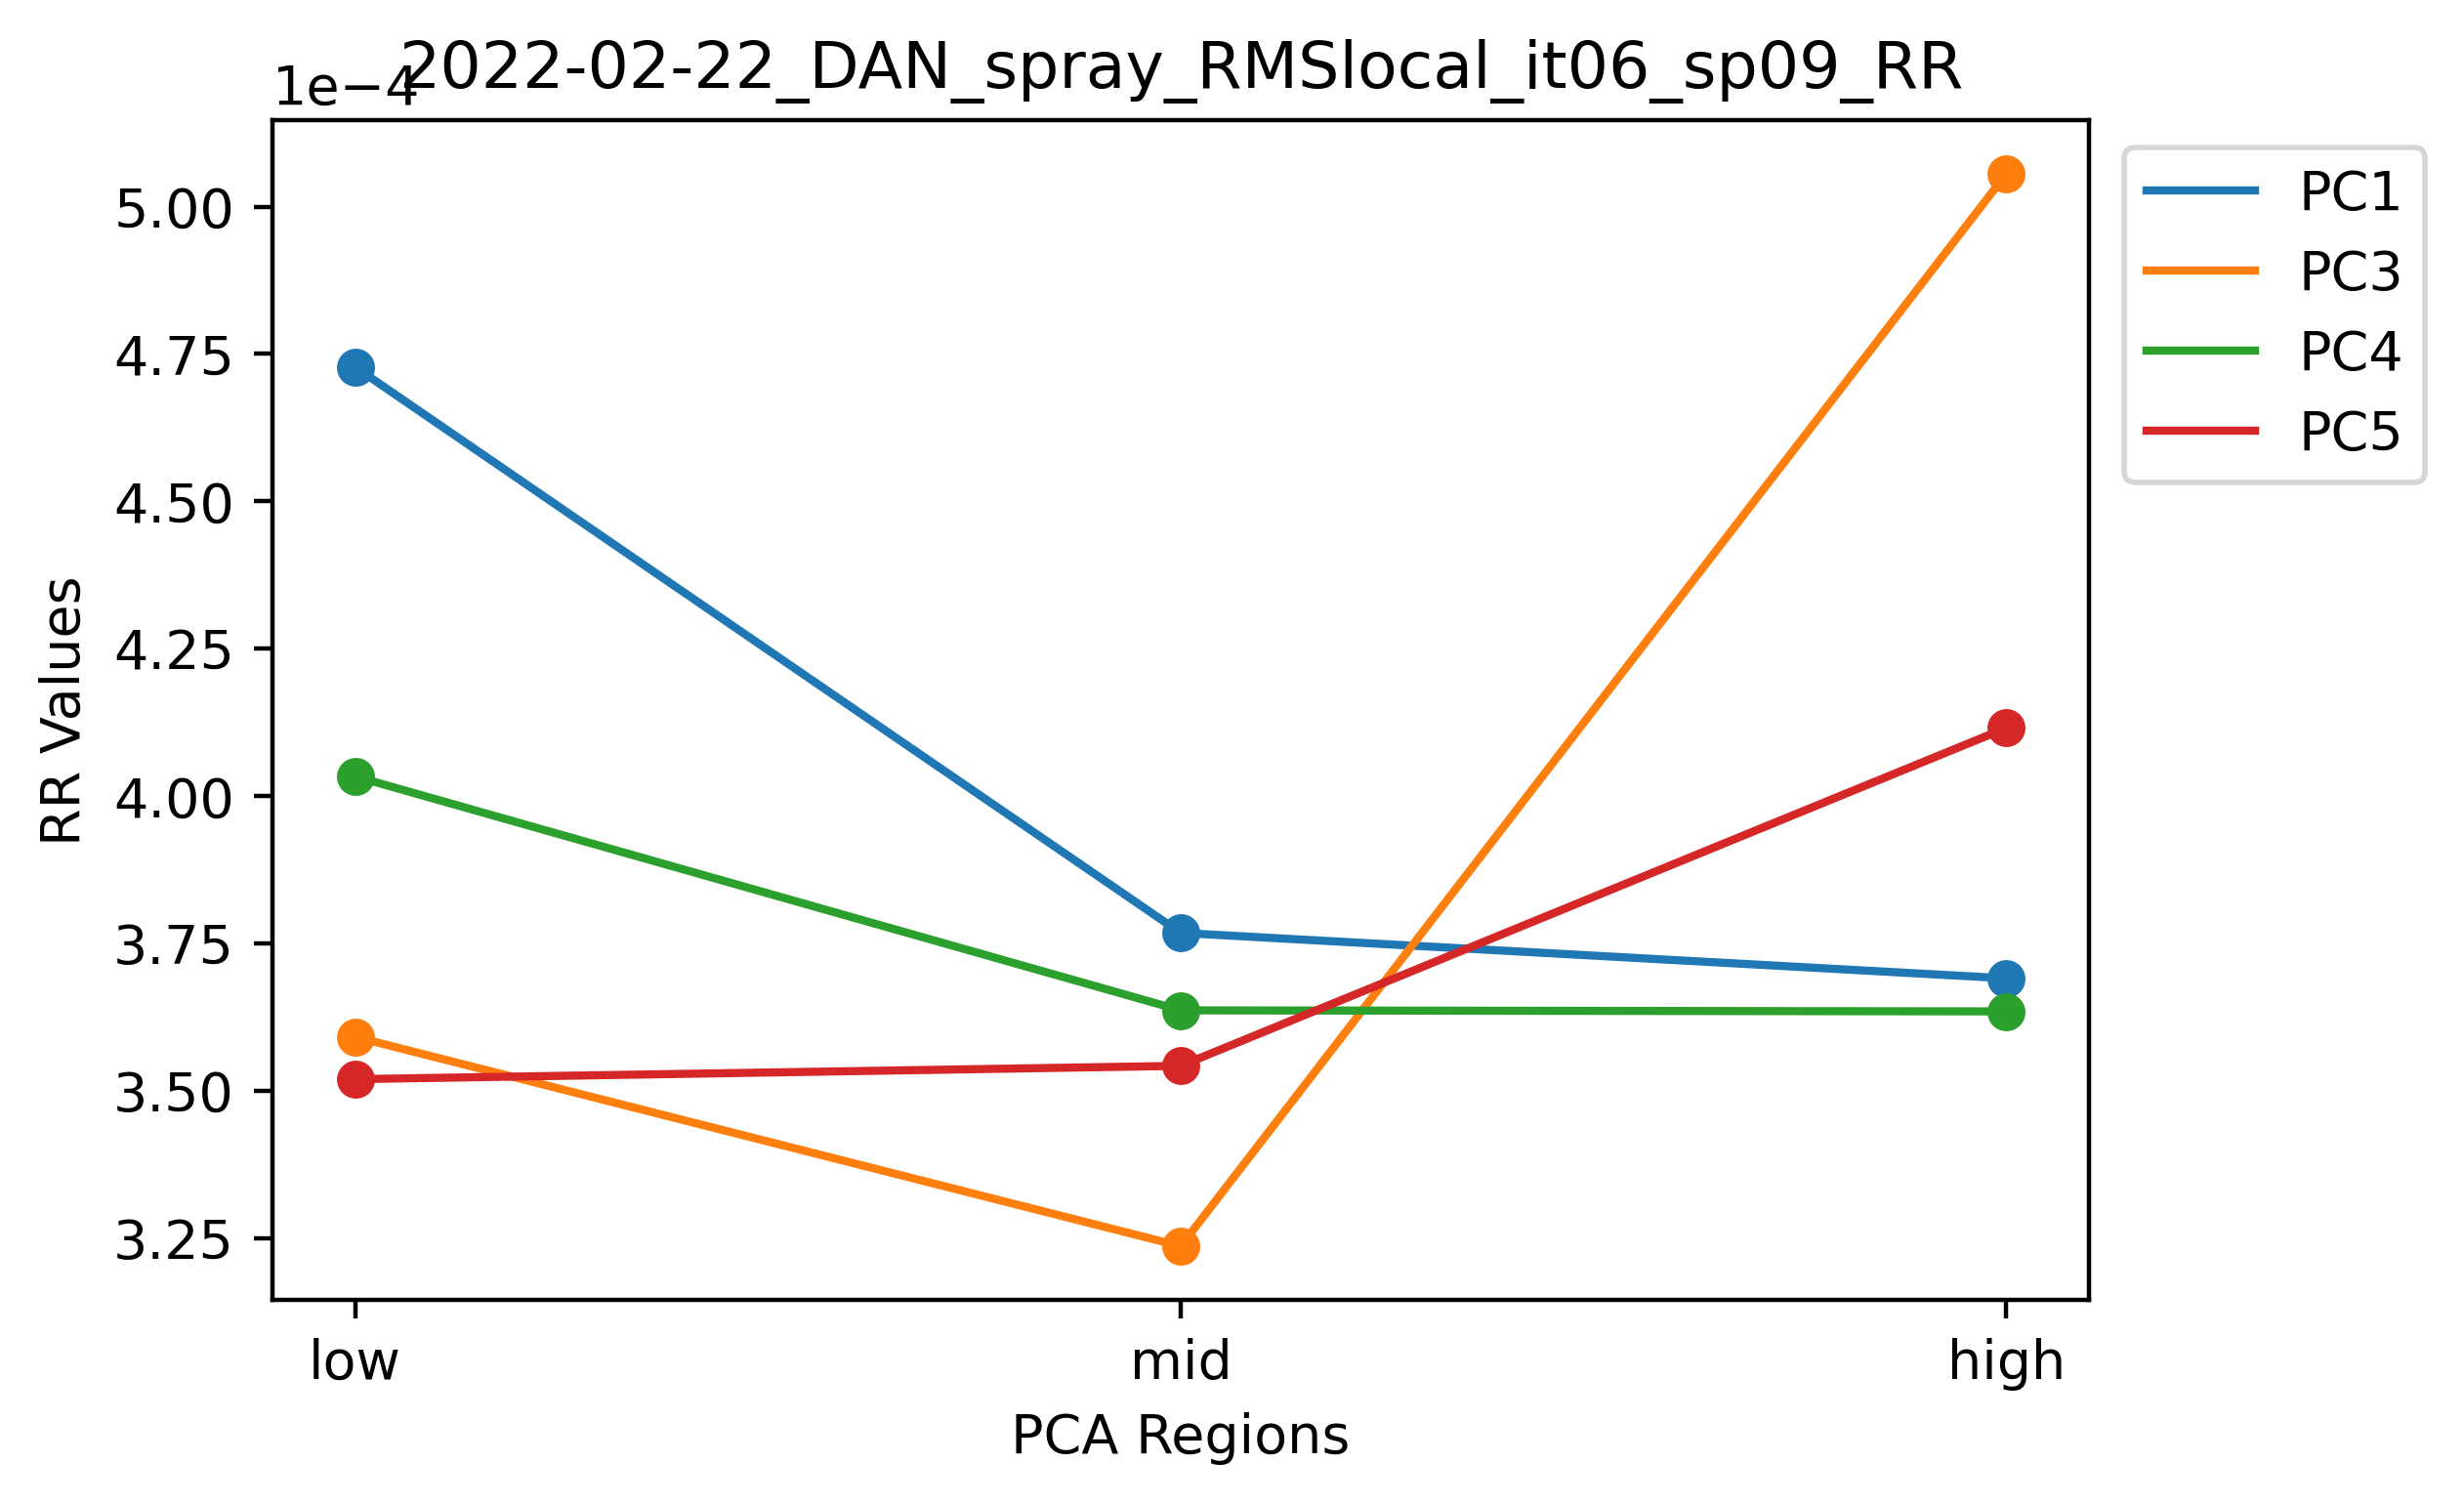 2022-02-22_DAN_spray_RMSlocal_it06_sp09_RR
1e−4
5.00
4.75
4.50
4.25
4.00
3.75
3.50
3.25
RR Values
low
mid
high
PCA Regions
PC1
PC3
PC4
PC5